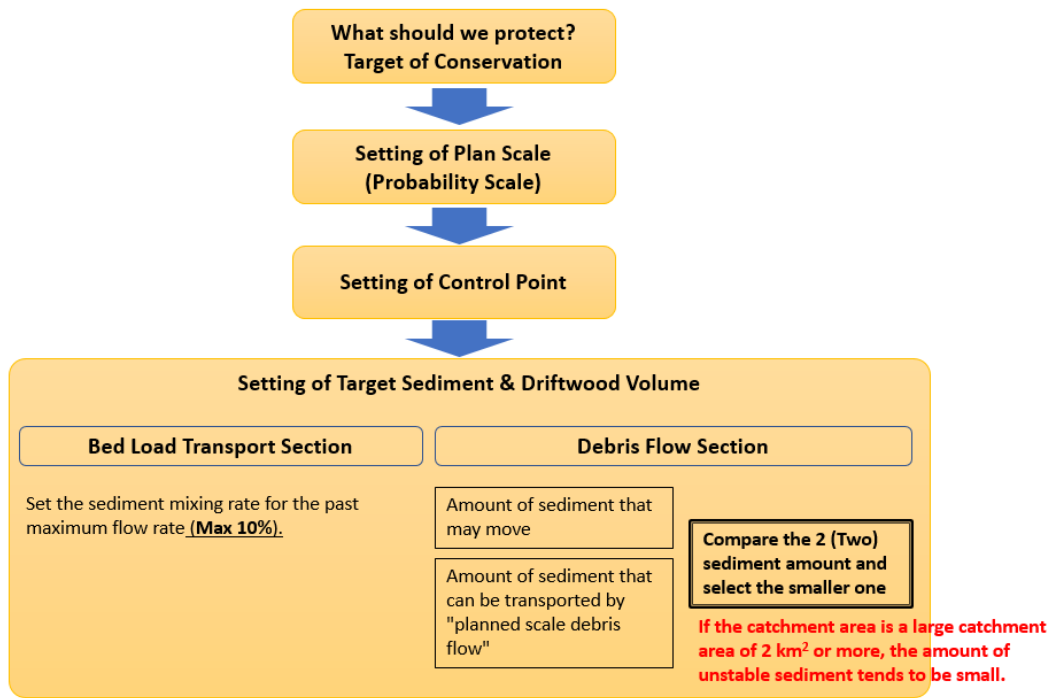 What should we protect?
Target of Conservation
Setting of Plan Scale
(Probability Scale)
Setting of Control Point
Setting of Target Sediment & Driftwood Volume
Bed Load Transport Section
Set the sediment mixing rate for the past
maximum flow rate (Max 10%).
Debris Flow Section
Amount of sediment that
may move
Amount of sediment that
can be transported by
"planned scale debris
flow"
Compare the 2 (Two)
sediment amount and
select the smaller one
If the catchment area is a large catchment
area of 2 km² or more, the amount of
unstable sediment tends to be small.